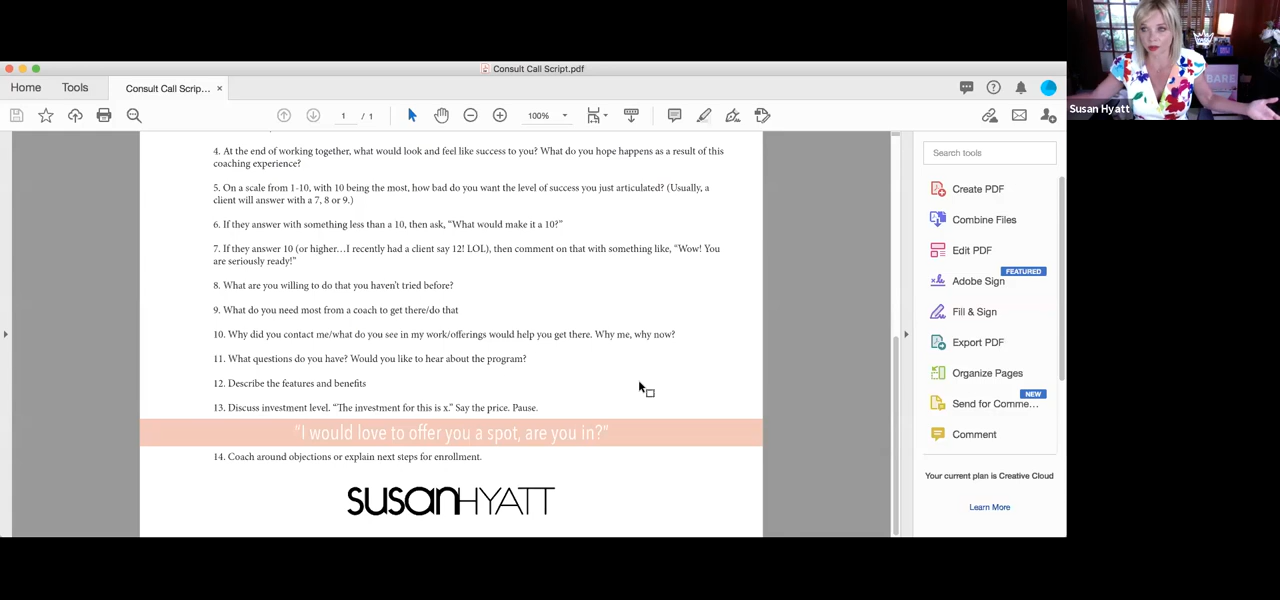 Consult Call Script.pdf
Home
Tools
Consult Call Scrip... ×
1 / 1
100%
Susan Hyatt
BARE
4. At the end of working together, what would look and feel like success to you? What do you hope happens as a result of this
coaching experience?
5. On a scale from 1-10, with 10 being the most, how bad do you want the level of success you just articulated? (Usually, a
client will answer with a 7, 8 or 9.)
6. If they answer with something less than a 10, then ask, “What would make it a 10?”
7. If they answer 10 (or higher…I recently had a client say 12! LOL), then comment on that with something like, “Wow! You
are seriously ready!”
8. What are you willing to do that you haven't tried before?
9. What do you need most from a coach to get there/do that
10. Why did you contact me/what do you see in my work/offerings would help you get there. Why me, why now?
11. What questions do you have? Would you like to hear about the program?
12. Describe the features and benefits
13. Discuss investment level. “The investment for this is x.” Say the price. Pause.
“I would love to offer you a spot, are you in?”
14. Coach around objections or explain next steps for enrollment.
susanHYATT
Search tools
Create PDF
Combine Files
Edit PDF
FEATURED
Adobe Sign
Fill & Sign
Export PDF
Organize Pages
NEW
Send for Comme...
Comment
Your current plan is Creative Cloud
Learn More